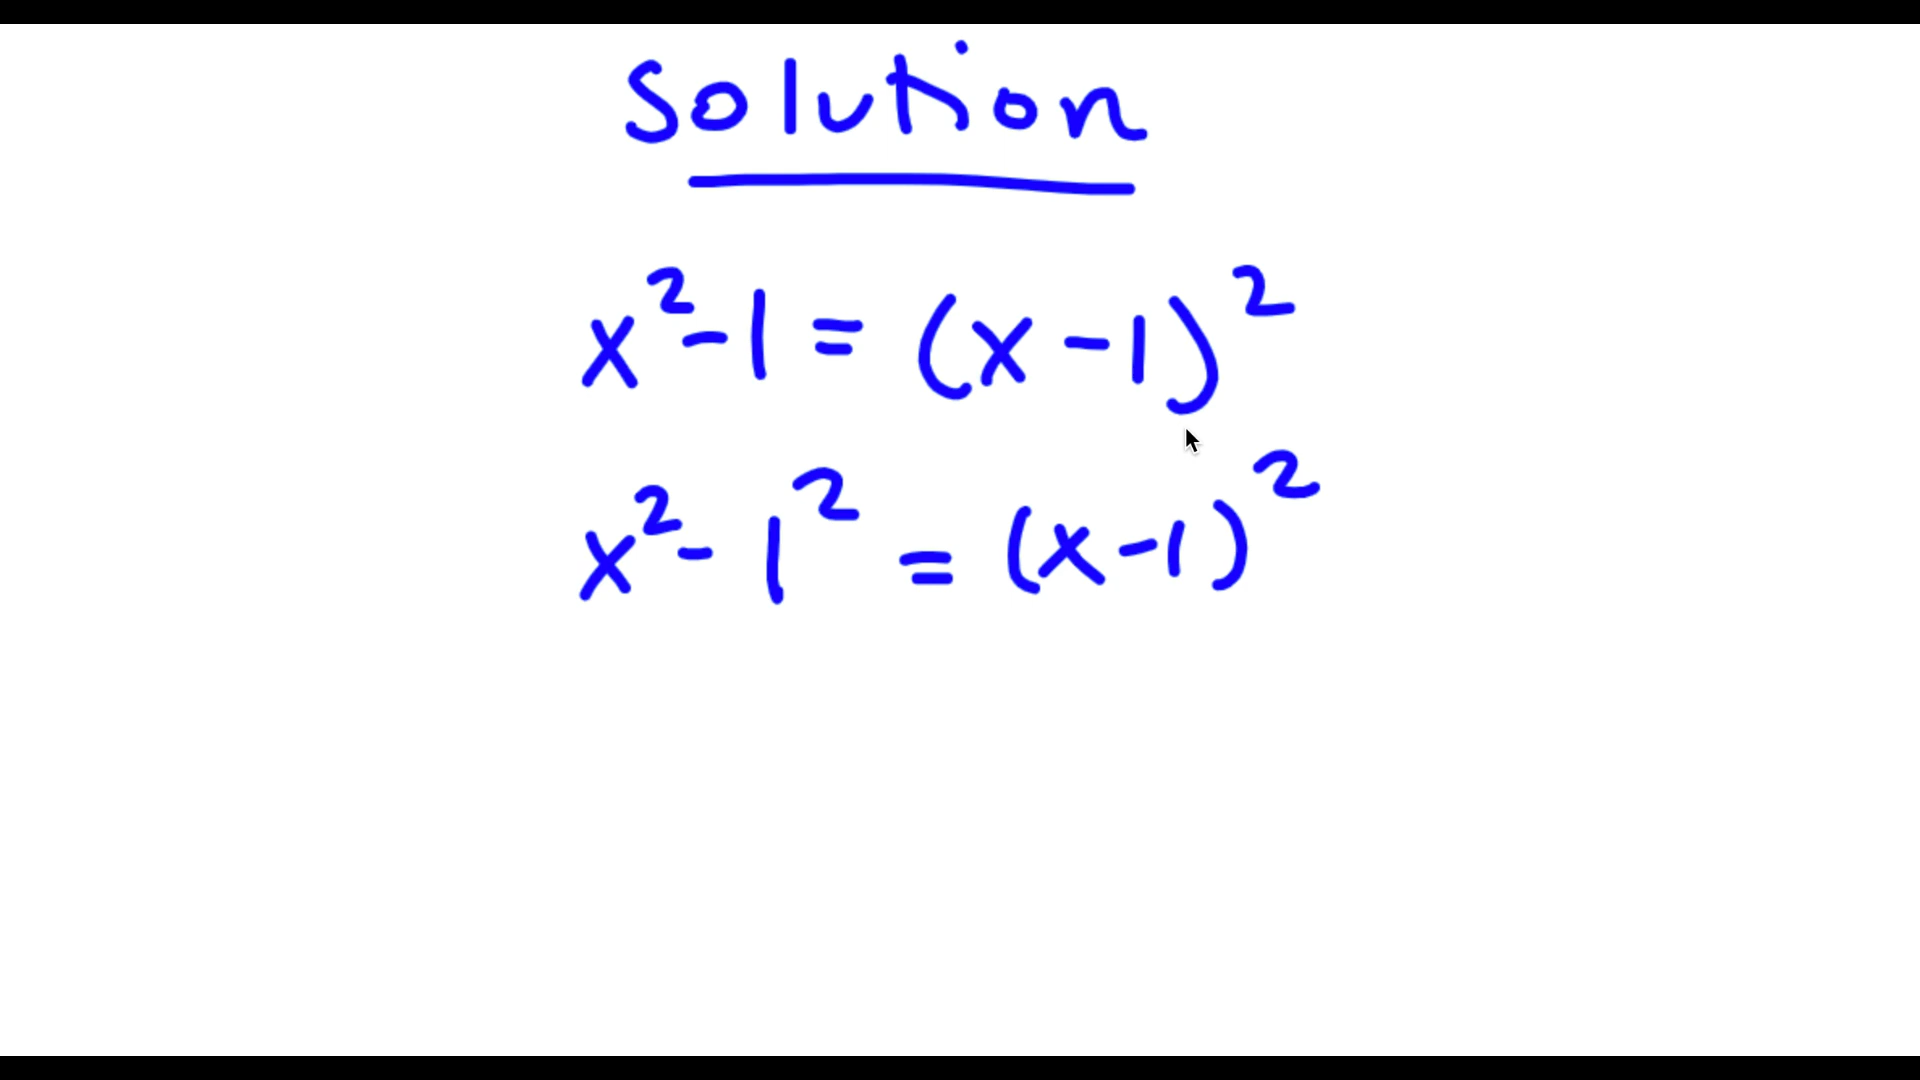 Solution
x² - 1 = (x - 1)²
x² - 1² = (x - 1)²